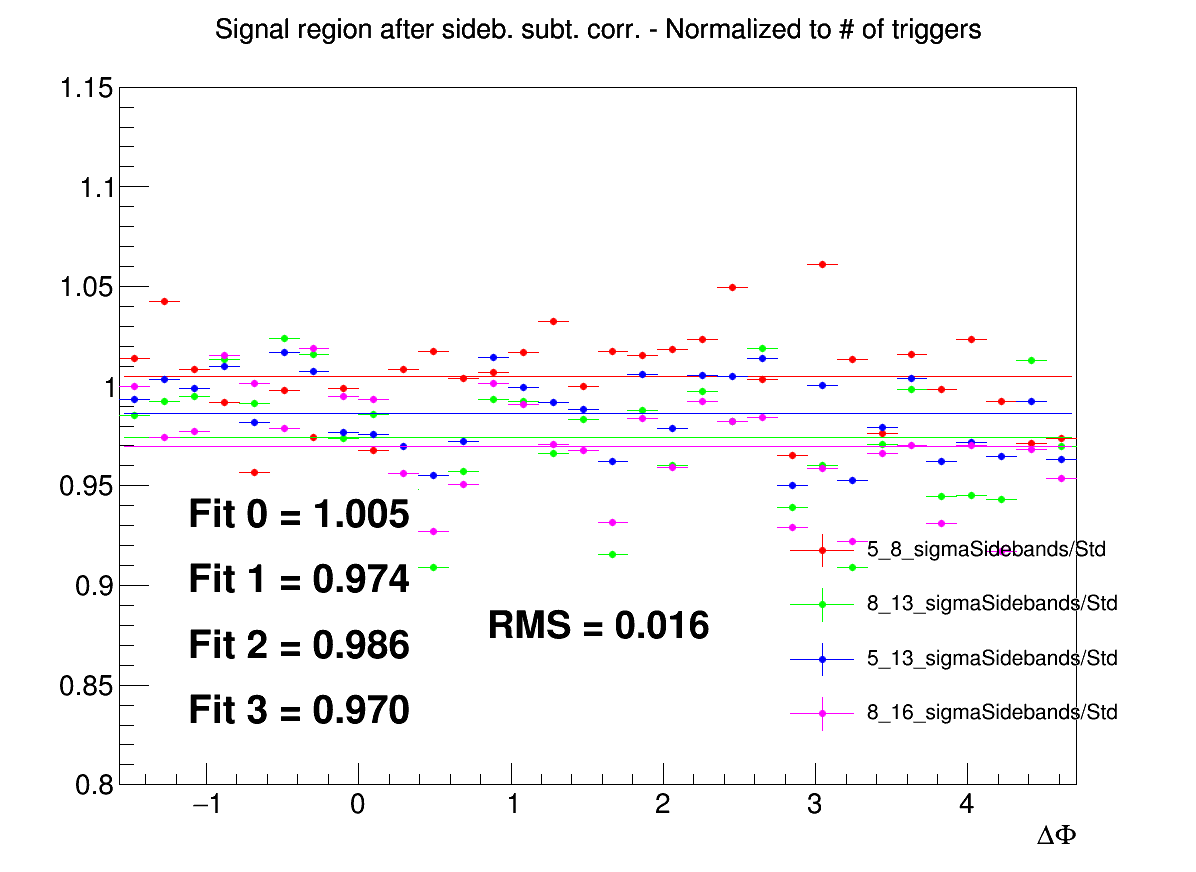 Signal region after sideb. subt. corr. - Normalized to # of triggers
1.15
1.1
1.05
1
0.95
0.9
0.85
0.8
Fit 0 = 1.005
Fit 1 = 0.974
Fit 2 = 0.986
Fit 3 = 0.970
RMS = 0.016
5_8_sigmaSidebands/Std
8_13_sigmaSidebands/Std
5_13_sigmaSidebands/Std
8_16_sigmaSidebands/Std
−1 0 1 2 3 4
ΔΦ